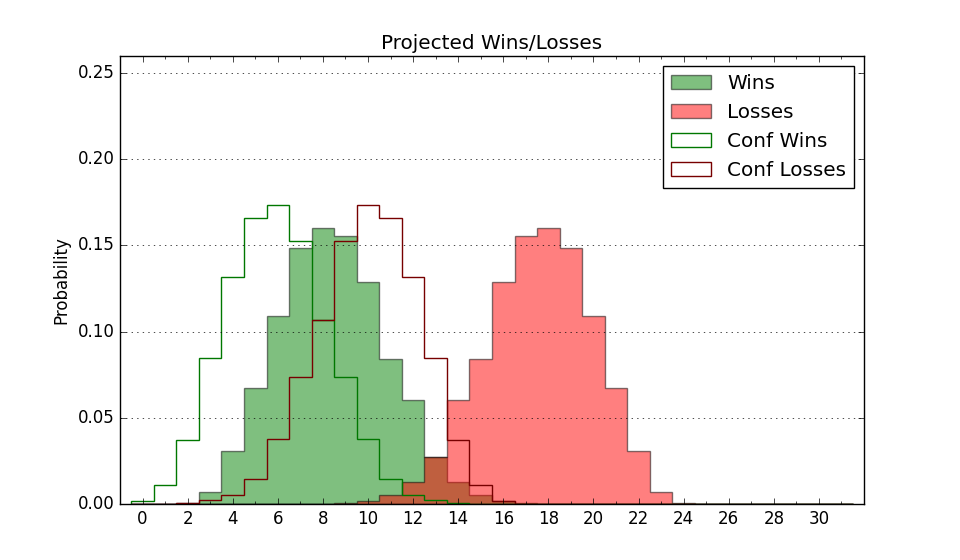 Projected Wins/Losses
0.25
0.20
0.15
0.10
0.05
0.00
Probability
Wins
Losses
Conf Wins
Conf Losses
0 2 4 6 8 10 12 14 16 18 20 22 24 26 28 30